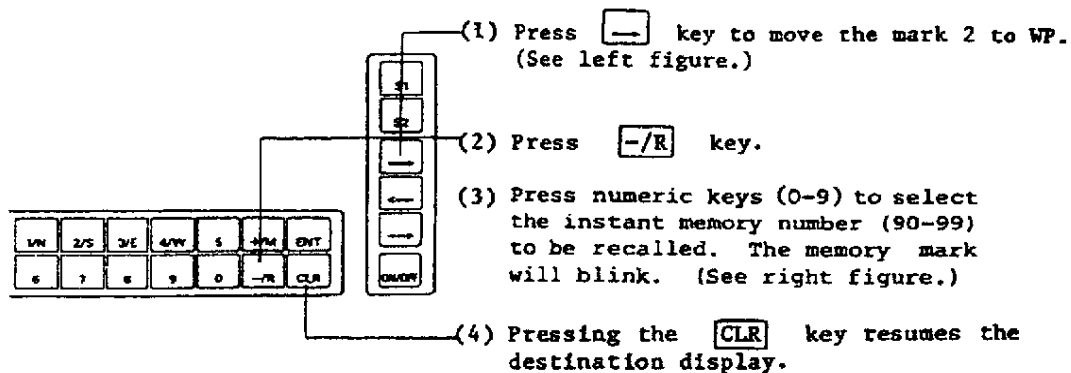 (1) Press → key to move the mark 2 to WP.
(See left figure.)
S1
S2
(2) Press -/R key.
→
←
→
(3) Press numeric keys (0-9) to select
the instant memory number (90-99)
to be recalled. The memory mark
will blink. (See right figure.)
1/N 2/S 3/E 4/W 5 +/M ENT
6 7 8 9 0 -/R CLR
ON/OFF
(4) Pressing the CLR key resumes the
destination display.